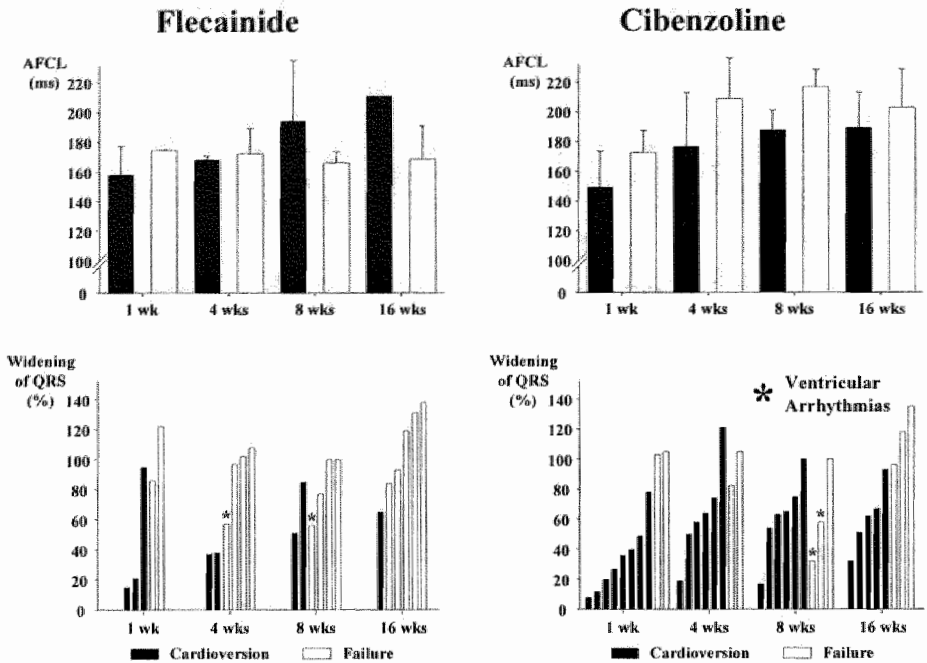 Flecainide
AFCL
(ms)
220
200
180
160
140
100
0
1 wk 4 wks 8 wks 16 wks
Cibenzoline
AFCL
(ms)
220
200
180
160
140
100
0
1 wk 4 wks 8 wks 16 wks
Widening
of QRS
(%)
140
120
100
80
60
40
20
0
*
*
1 wk 4 wks 8 wks 16 wks
Cardioversion Failure
Widening
of QRS
(%)
* Ventricular
Arrhythmias
140
120
100
80
60
40
20
0
*
*
1 wk 4 wks 8 wks 16 wks
Cardioversion Failure